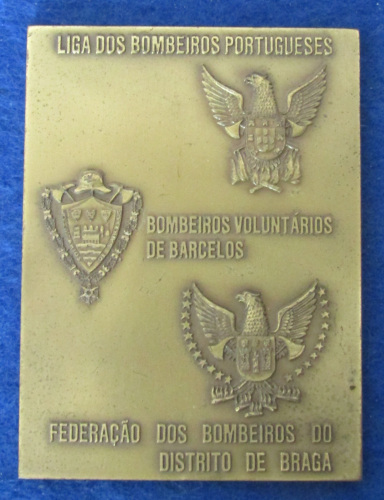 LIGA DOS BOMBEIROS PORTUGUESES
BOMBEIROS VOLUNTÁRIOS
DE BARCELOS
FEDERAÇÃO DOS BOMBEIROS DO
DISTRITO DE BRAGA